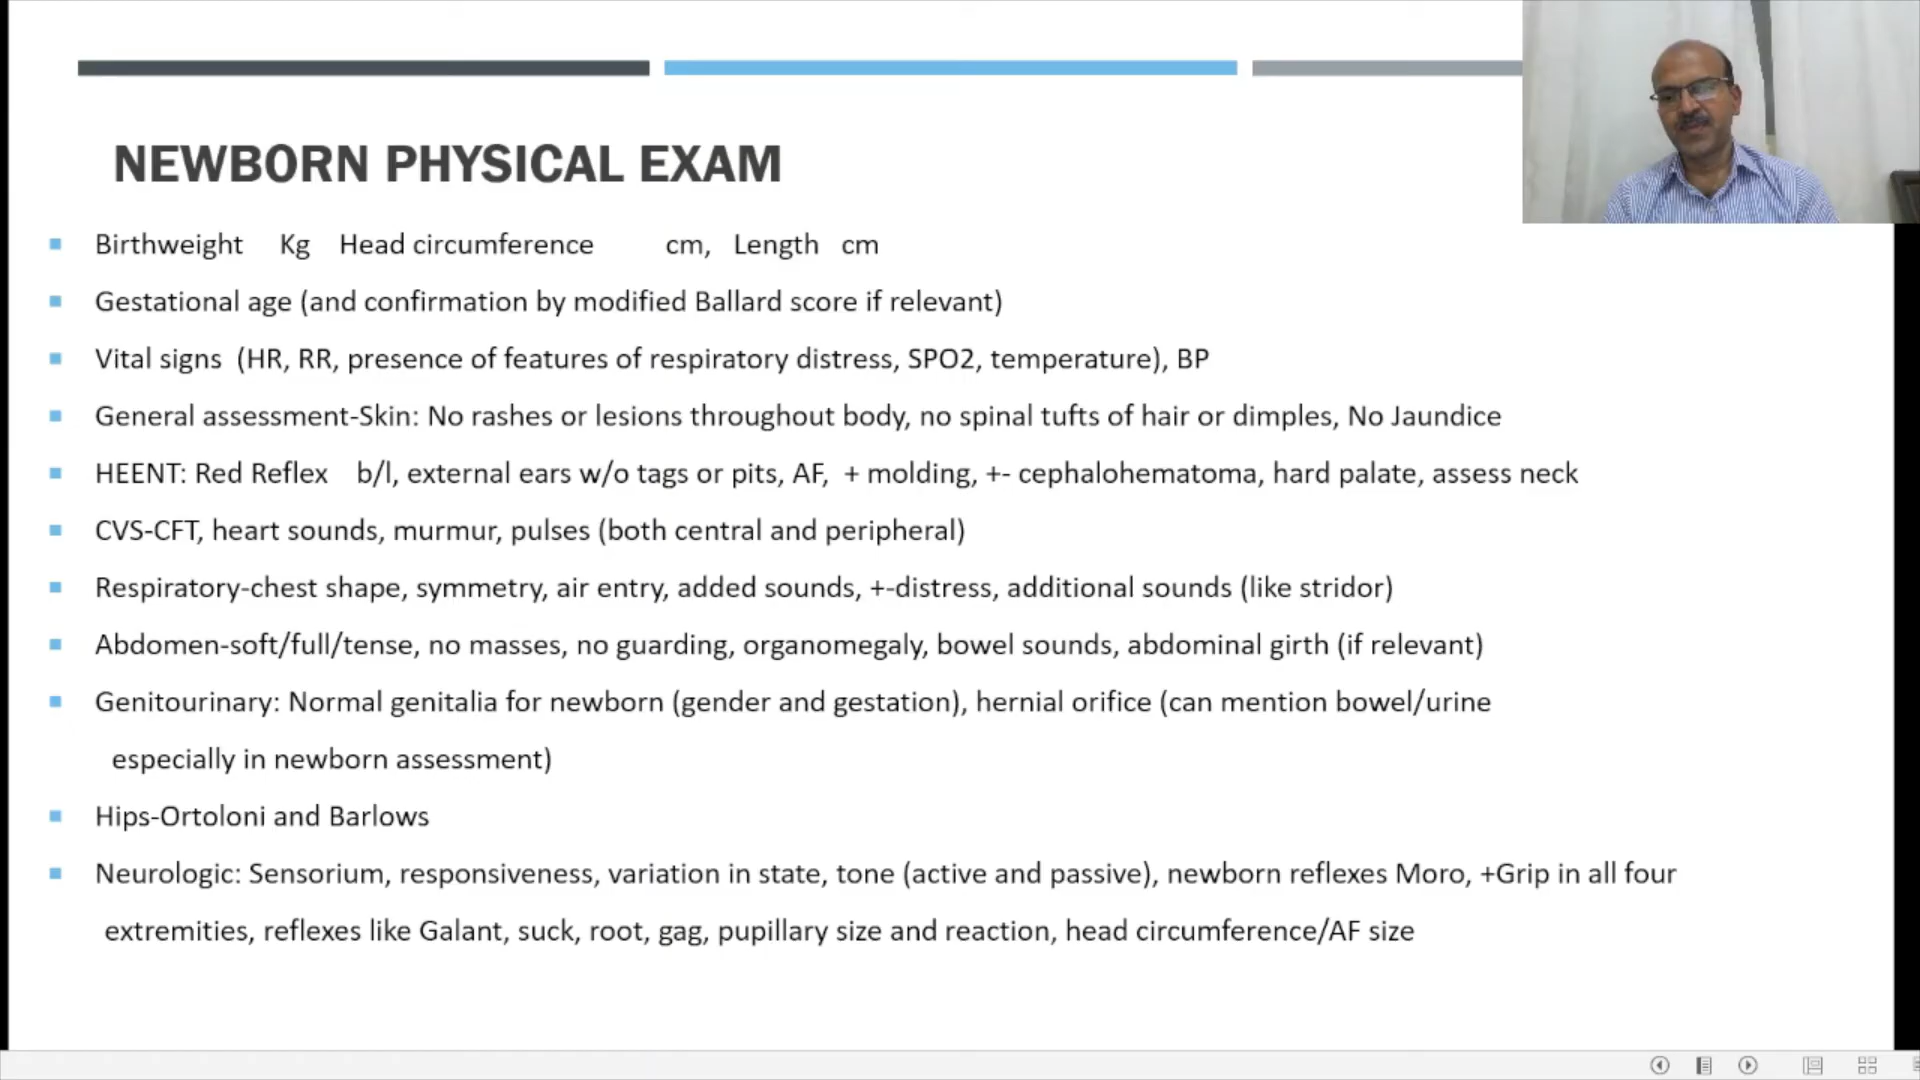 NEWBORN PHYSICAL EXAM
Birthweight Kg Head circumference cm, Length cm
Gestational age (and confirmation by modified Ballard score if relevant)
Vital signs (HR, RR, presence of features of respiratory distress, SPO2, temperature), BP
General assessment-Skin: No rashes or lesions throughout body, no spinal tufts of hair or dimples, No Jaundice
HEENT: Red Reflex b/l, external ears w/o tags or pits, AF, + molding, +- cephalohematoma, hard palate, assess neck
CVS-CFT, heart sounds, murmur, pulses (both central and peripheral)
Respiratory-chest shape, symmetry, air entry, added sounds, +-distress, additional sounds (like stridor)
Abdomen-soft/full/tense, no masses, no guarding, organomegaly, bowel sounds, abdominal girth (if relevant)
Genitourinary: Normal genitalia for newborn (gender and gestation), hernial orifice (can mention bowel/urine
especially in newborn assessment)
Hips-Ortoloni and Barlows
Neurologic: Sensorium, responsiveness, variation in state, tone (active and passive), newborn reflexes Moro, +Grip in all four
extremities, reflexes like Galant, suck, root, gag, pupillary size and reaction, head circumference/AF size